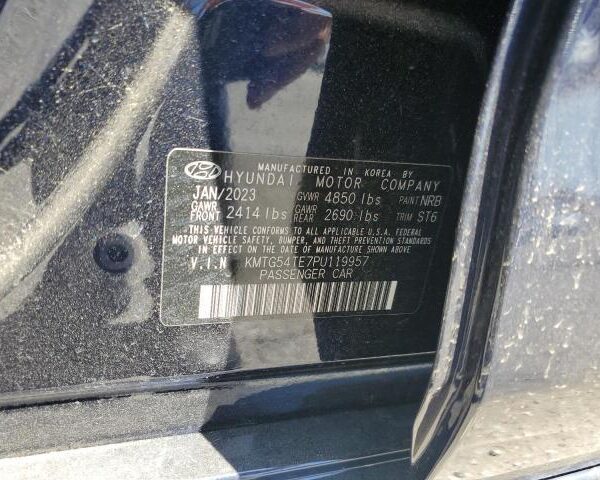 MANUFACTURED IN KOREA BY
HYUNDAI MOTOR COMPANY
JAN/2023 GVWR 4850 lbs PAINT NRB
GAWR FRONT 2414 lbs GAWR REAR 2690 lbs TRIM ST6
THIS VEHICLE CONFORMS TO ALL APPLICABLE U.S.A. FEDERAL
MOTOR VEHICLE SAFETY, BUMPER, AND THEFT PREVENTION STANDARDS
IN EFFECT ON THE DATE OF MANUFACTURE SHOWN ABOVE.
V.I.N KMTG54TE7PU119957
PASSENGER CAR